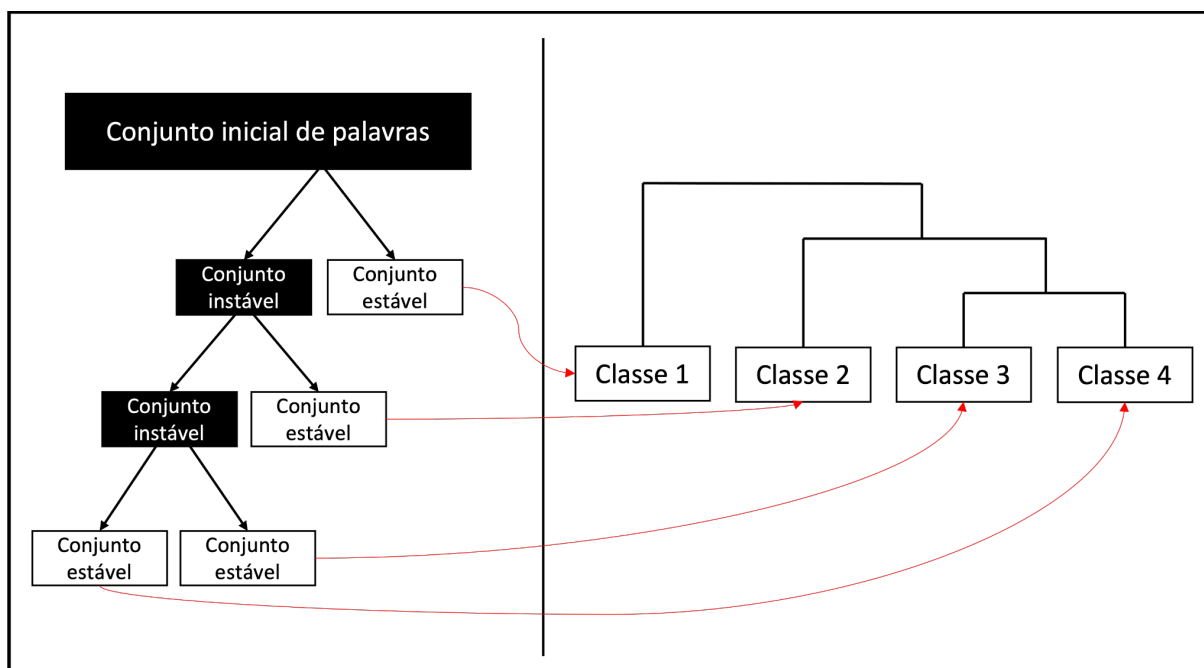 Conjunto inicial de palavras
Conjunto
instável
Conjunto
estável
Conjunto
instável
Conjunto
estável
Conjunto
estável
Conjunto
estável
Classe 1
Classe 2
Classe 3
Classe 4